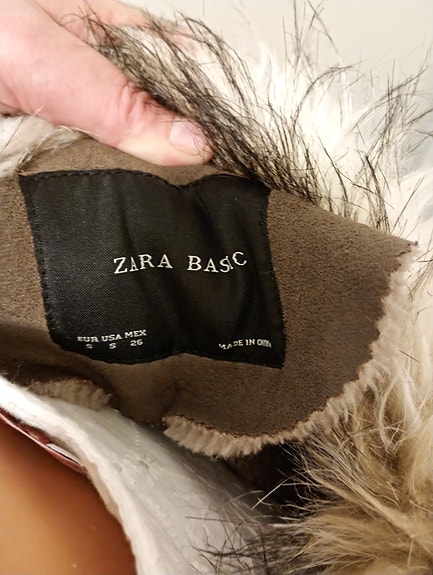 ZARA BASIC
EUR USA MEX
S S 26
MADE IN CHINA